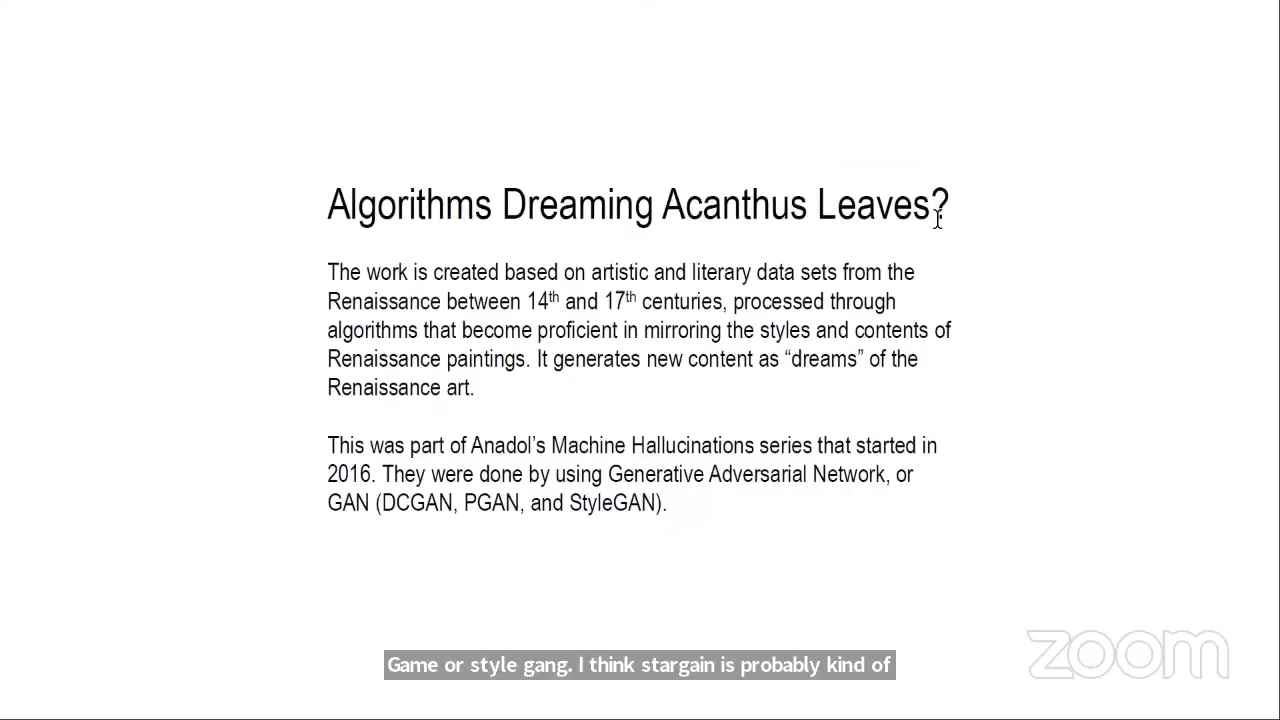 Algorithms Dreaming Acanthus Leaves?
The work is created based on artistic and literary data sets from the
Renaissance between 14th and 17th centuries, processed through
algorithms that become proficient in mirroring the styles and contents of
Renaissance paintings. It generates new content as “dreams” of the
Renaissance art.
This was part of Anadol’s Machine Hallucinations series that started in
2016. They were done by using Generative Adversarial Network, or
GAN (DCGAN, PGAN, and StyleGAN).
Game or style gang. I think stargain is probably kind of
zoom